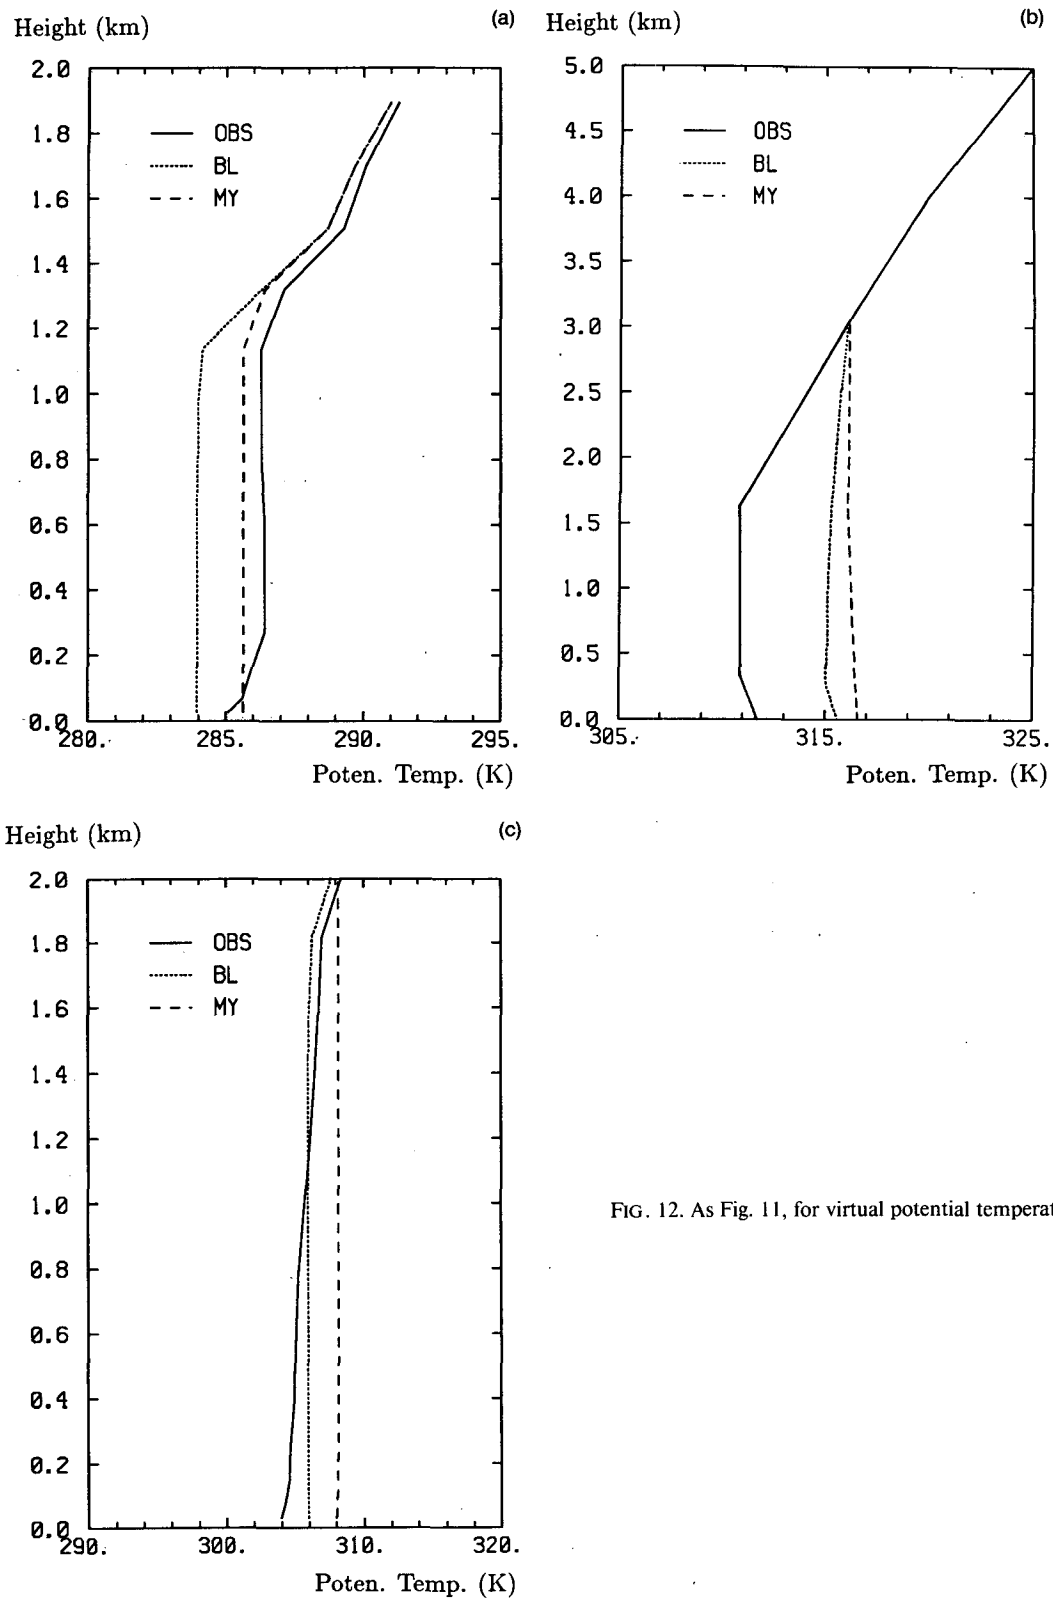 Height (km)
(a)
2.0
1.8
1.6
1.4
1.2
1.0
0.8
0.6
0.4
0.2
0.0
OBS
BL
MY
280. 285. 290. 295.
Poten. Temp. (K)
Height (km)
(b)
5.0
4.5
4.0
3.5
3.0
2.5
2.0
1.5
1.0
0.5
0.0
OBS
BL
MY
305. 315. 325.
Poten. Temp. (K)
Height (km)
(c)
2.0
1.8
1.6
1.4
1.2
1.0
0.8
0.6
0.4
0.2
0.0
OBS
BL
MY
290. 300. 310. 320.
Poten. Temp. (K)
FIG. 12. As Fig. 11, for virtual potential temperat